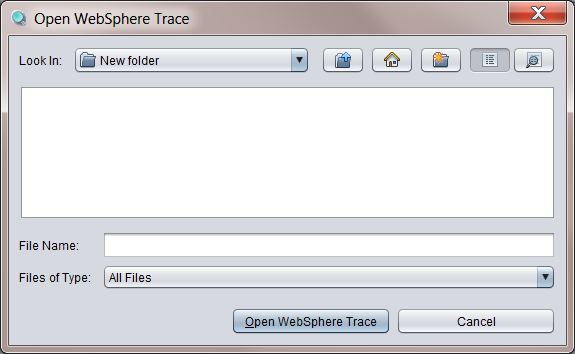 Open WebSphere Trace
Look In: New folder
File Name:
Files of Type: All Files
Open WebSphere Trace Cancel